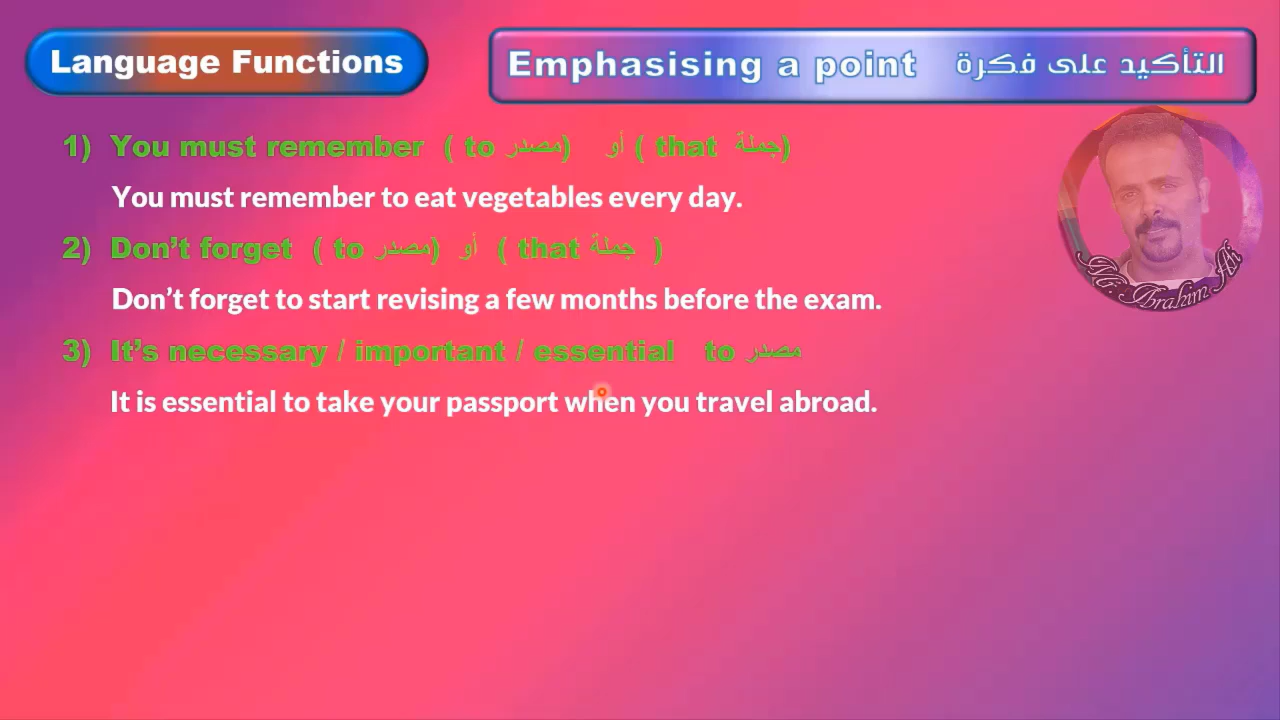 Language Functions
Emphasising a point التأكيد على فكرة
1) You must remember ( to مصدر) أو ( that جملة)
You must remember to eat vegetables every day.
2) Don't forget ( to مصدر) أو ( that جملة )
Don't forget to start revising a few months before the exam.
3) It's necessary / important / essential to مصدر
It is essential to take your passport when you travel abroad.
Mr. Ibrahim Ali